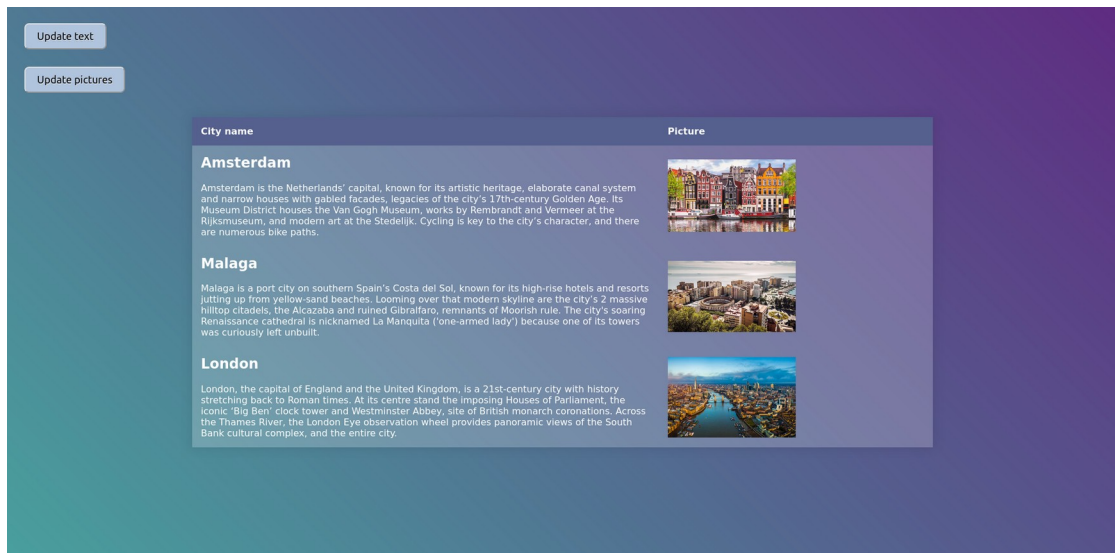 Update text
Update pictures
City name
Picture
Amsterdam
Amsterdam is the Netherlands’ capital, known for its artistic heritage, elaborate canal system
and narrow houses with gabled facades, legacies of the city’s 17th-century Golden Age. Its
Museum District houses the Van Gogh Museum, works by Rembrandt and Vermeer at the
Rijksmuseum, and modern art at the Stedelijk. Cycling is key to the city’s character, and there
are numerous bike paths.
Malaga
Malaga is a port city on southern Spain’s Costa del Sol, known for its high-rise hotels and resorts
jutting up from yellow-sand beaches. Looming over that modern skyline are the city’s 2 massive
hilltop citadels, the Alcazaba and ruined Gibralfaro, remnants of Moorish rule. The city's soaring
Renaissance cathedral is nicknamed La Manquita (‘one-armed lady’) because one of its towers
was curiously left unbuilt.
London
London, the capital of England and the United Kingdom, is a 21st-century city with history
stretching back to Roman times. At its centre stand the imposing Houses of Parliament, the
iconic ‘Big Ben’ clock tower and Westminster Abbey, site of British monarch coronations. Across
the Thames River, the London Eye observation wheel provides panoramic views of the South
Bank cultural complex, and the entire city.